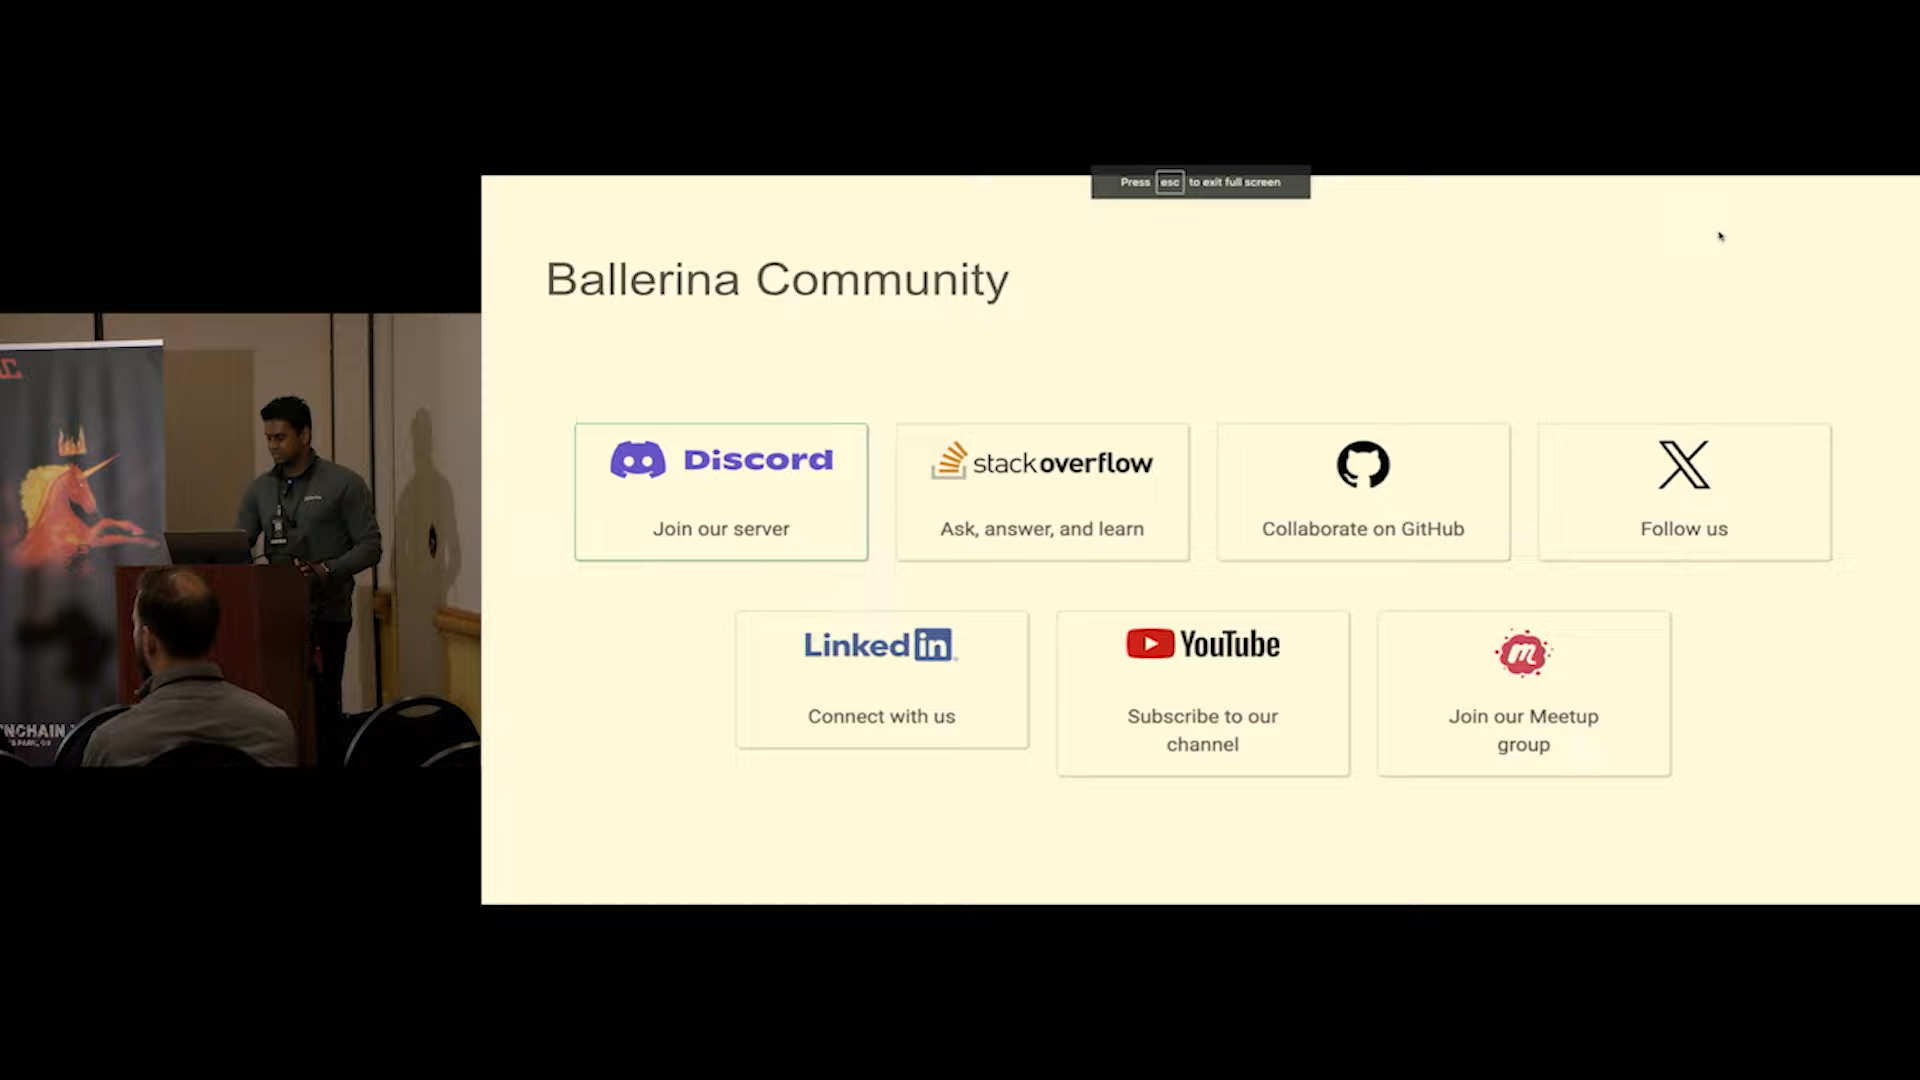 Press esc to exit full screen
Ballerina Community
Discord
Join our server
stackoverflow
Ask, answer, and learn
Collaborate on GitHub
X
Follow us
LinkedIn
Connect with us
YouTube
Subscribe to our
channel
m
Join our Meetup
group